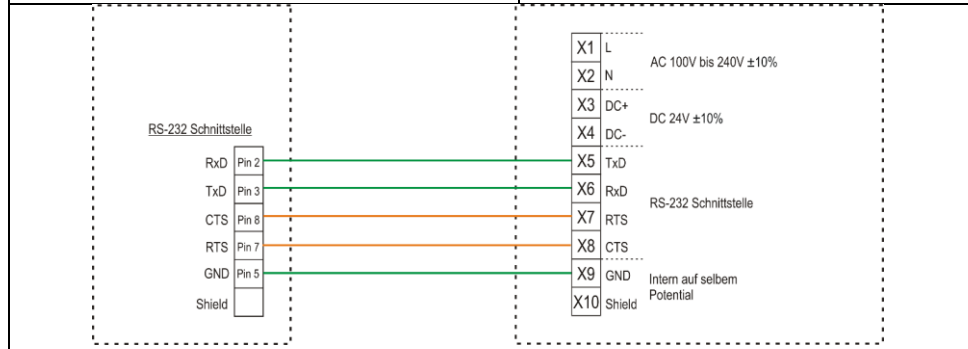 RS-232 Schnittstelle
RxD Pin 2
TxD Pin 3
CTS Pin 8
RTS Pin 7
GND Pin 5
Shield
X1 L
X2 N
AC 100V bis 240V ±10%
X3 DC+
X4 DC-
DC 24V ±10%
X5 TxD
X6 RxD
X7 RTS
X8 CTS
RS-232 Schnittstelle
X9 GND
X10 Shield
Intern auf selbem
Potential